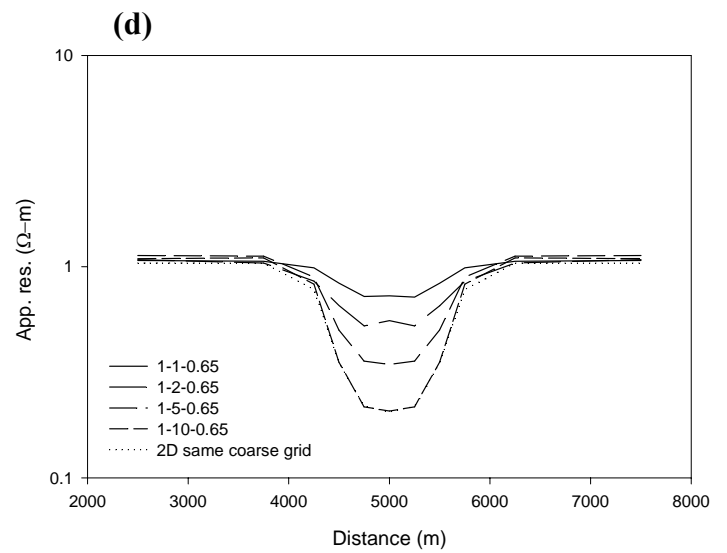 (d)
10
1
0.1
App. res. (Ω−m)
1-1-0.65
1-2-0.65
1-5-0.65
1-10-0.65
2D same coarse grid
2000 3000 4000 5000 6000 7000 8000
Distance (m)